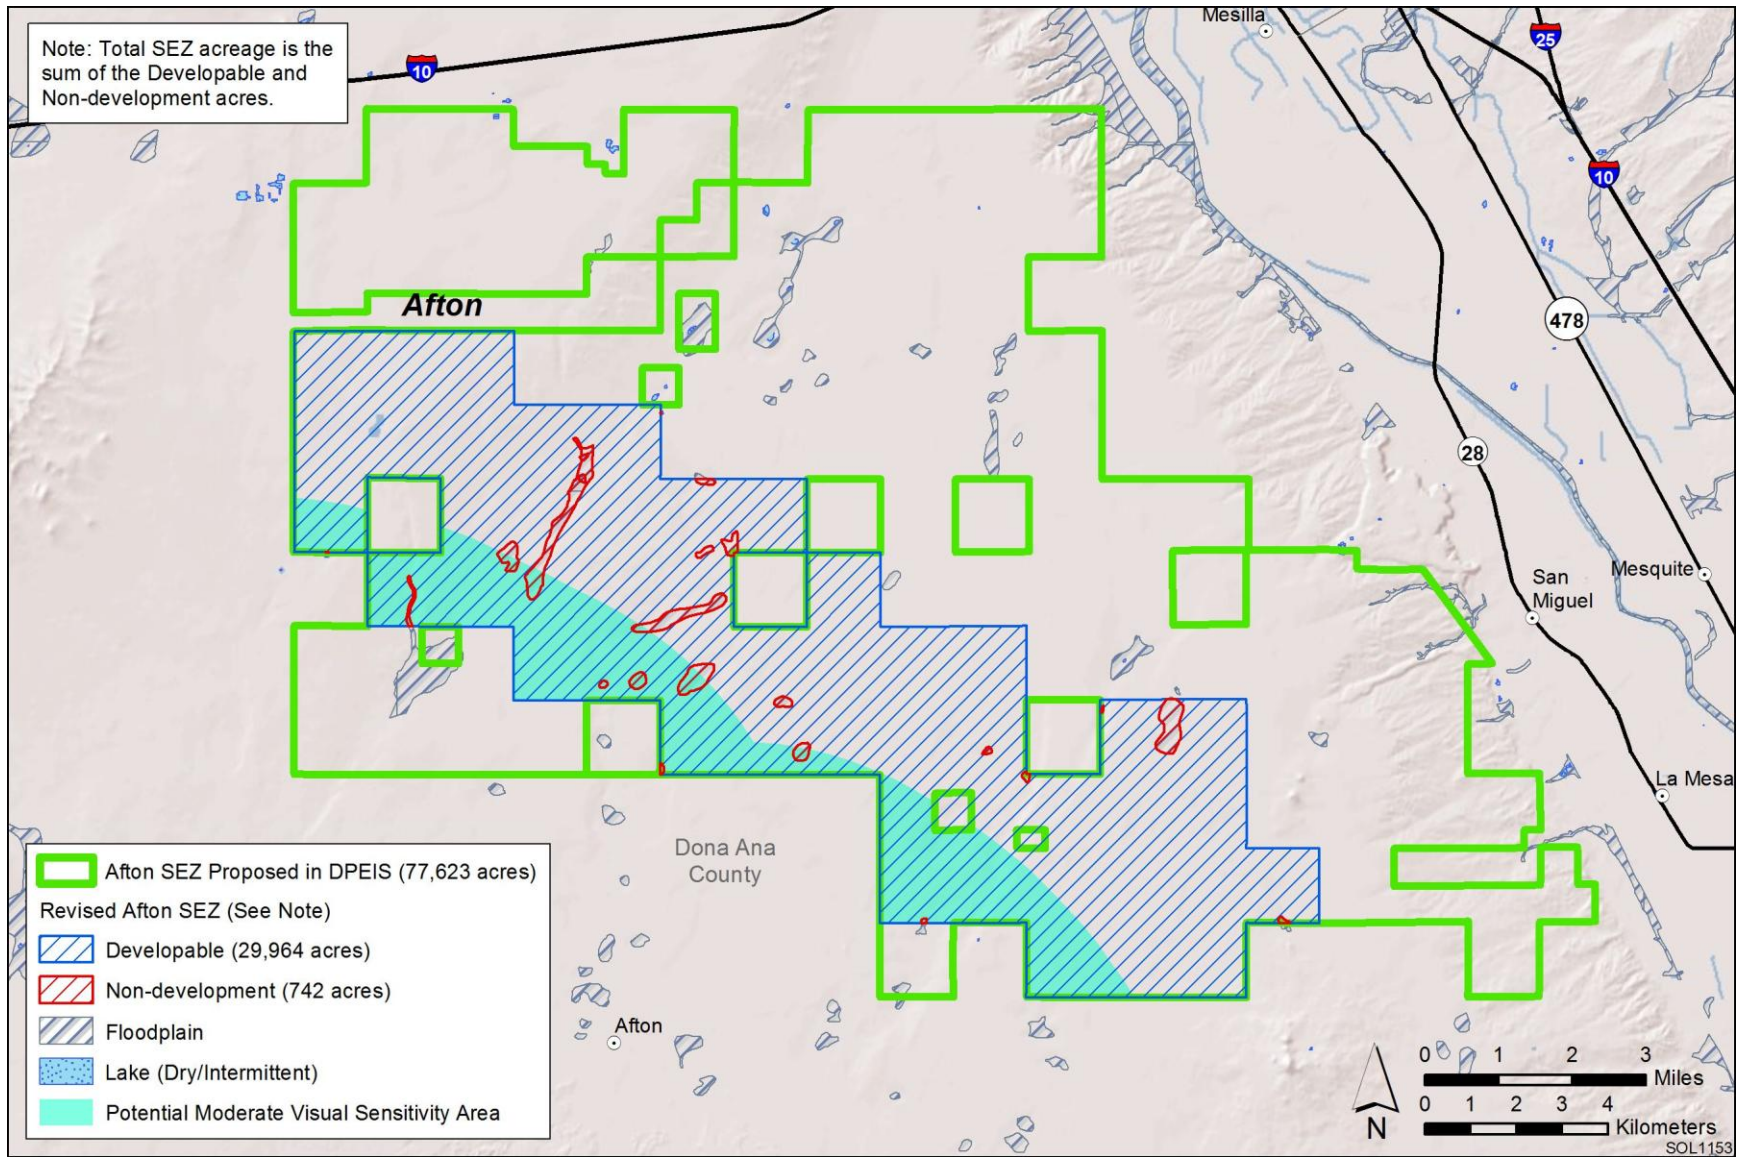 Note: Total SEZ acreage is the
sum of the Developable and
Non-development acres.
10
Mesilla
25
10
Afton
478
28
San
Miguel
Mesquite
La Mesa
Dona Ana
County
Afton
Afton SEZ Proposed in DPEIS (77,623 acres)
Revised Afton SEZ (See Note)
Developable (29,964 acres)
Non-development (742 acres)
Floodplain
Lake (Dry/Intermittent)
Potential Moderate Visual Sensitivity Area
N
0 1 2 3
Miles
0 1 2 3 4
Kilometers
SOL1153